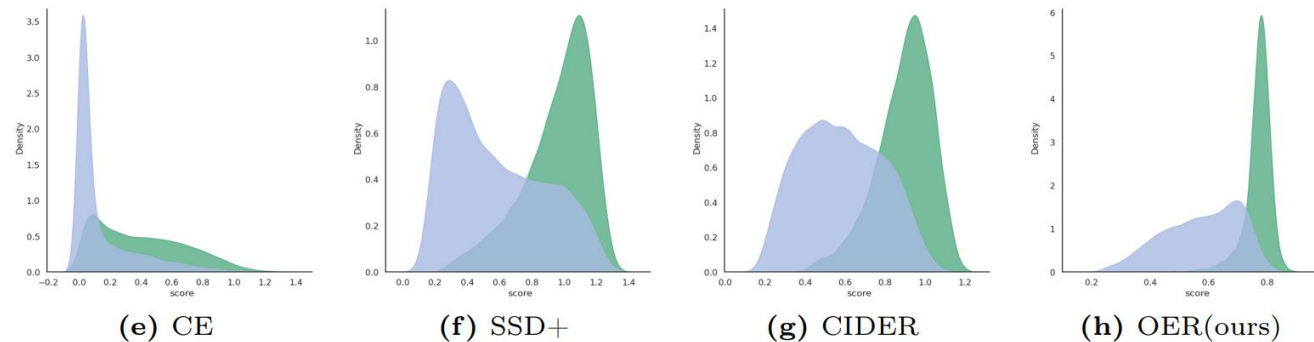 3.5
3.0
2.5
2.0
1.5
1.0
0.5
0.0
Density
−0.2 0.0 0.2 0.4 0.6 0.8 1.0 1.2 1.4
score
(e) CE
1.0
0.8
0.6
0.4
0.2
0.0
Density
0.0 0.2 0.4 0.6 0.8 1.0 1.2 1.4
score
(f) SSD+
1.4
1.2
1.0
0.8
0.6
0.4
0.2
0.0
Density
0.0 0.2 0.4 0.6 0.8 1.0 1.2
score
(g) CIDER
6
5
4
3
2
1
0
Density
0.2 0.4 0.6 0.8
score
(h) OER(ours)